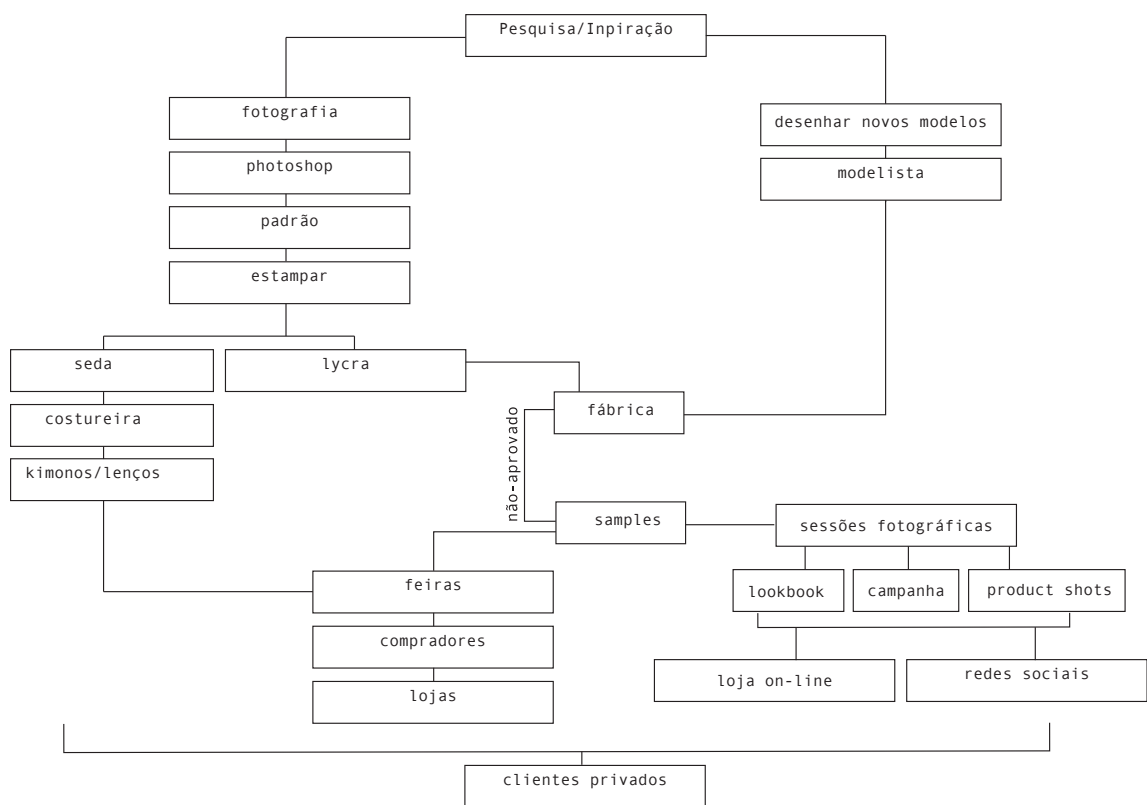 Pesquisa/Inpiração
fotografia
desenhar novos modelos
photoshop
modelista
padrão
estampar
seda
lycra
fábrica
costureira
não-aprovado
kimonos/lenços
samples
sessões fotográficas
feiras
lookbook
campanha
product shots
compradores
loja on-line
redes sociais
lojas
clientes privados